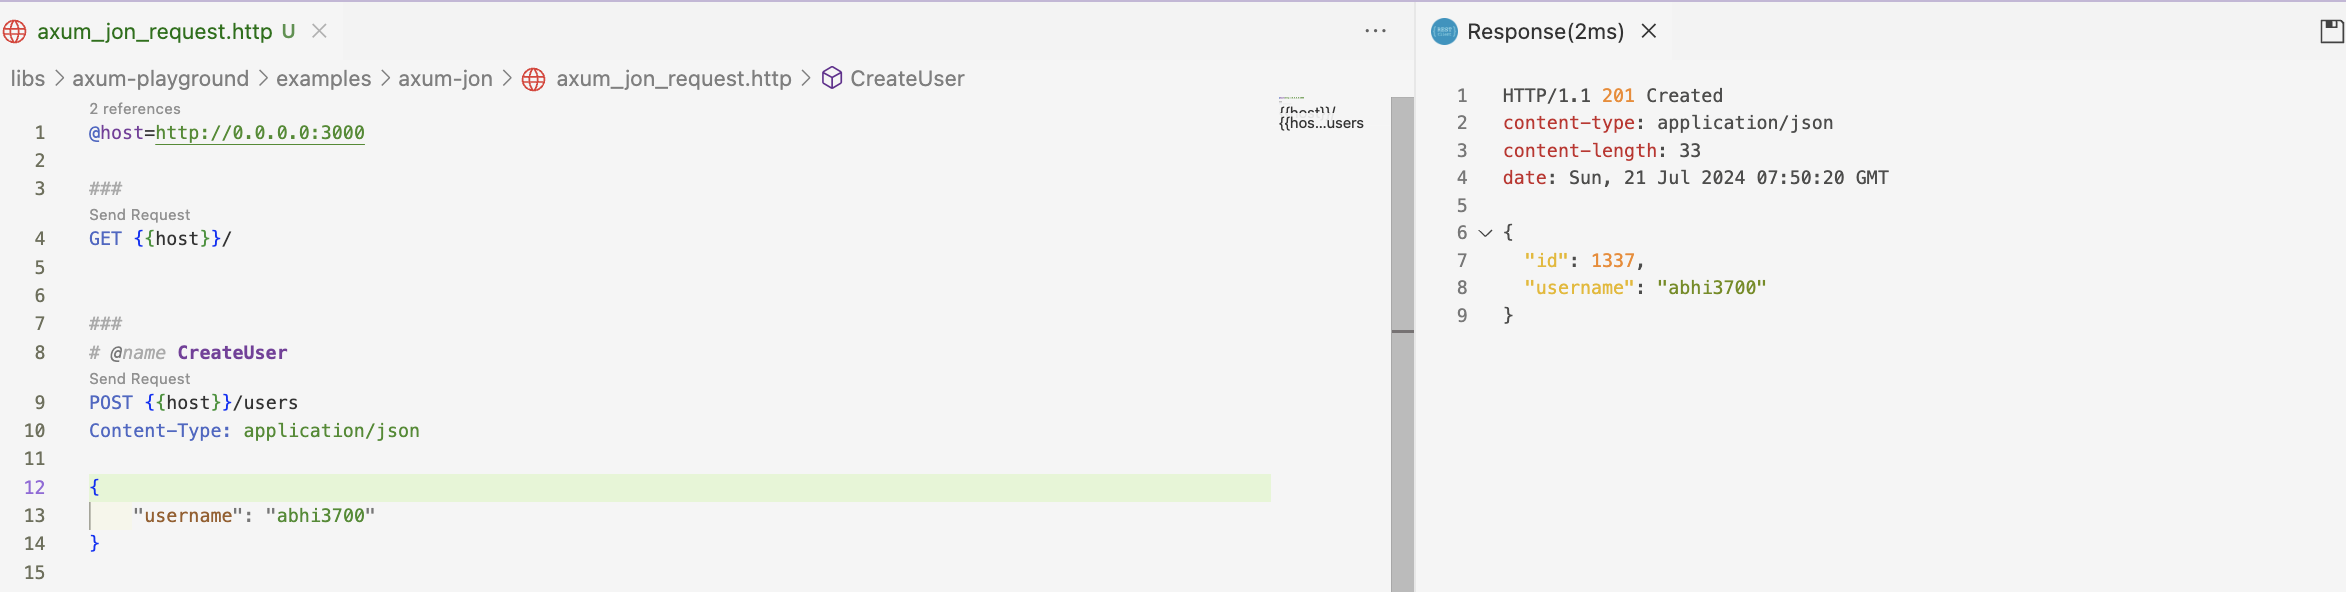 axum_jon_request.http U
libs > axum-playground > examples > axum-jon > axum_jon_request.http > CreateUser
2 references
1 @host=http://0.0.0.0:3000
2
3 ###
Send Request
4 GET {{host}}/
5
6
7 ###
8 # @name CreateUser
Send Request
9 POST {{host}}/users
10 Content-Type: application/json
11
12 {
13 "username": "abhi3700"
14 }
15
{{host}}/
{{hos...users
Response(2ms)
1 HTTP/1.1 201 Created
2 content-type: application/json
3 content-length: 33
4 date: Sun, 21 Jul 2024 07:50:20 GMT
5
6 {
7 "id": 1337,
8 "username": "abhi3700"
9 }